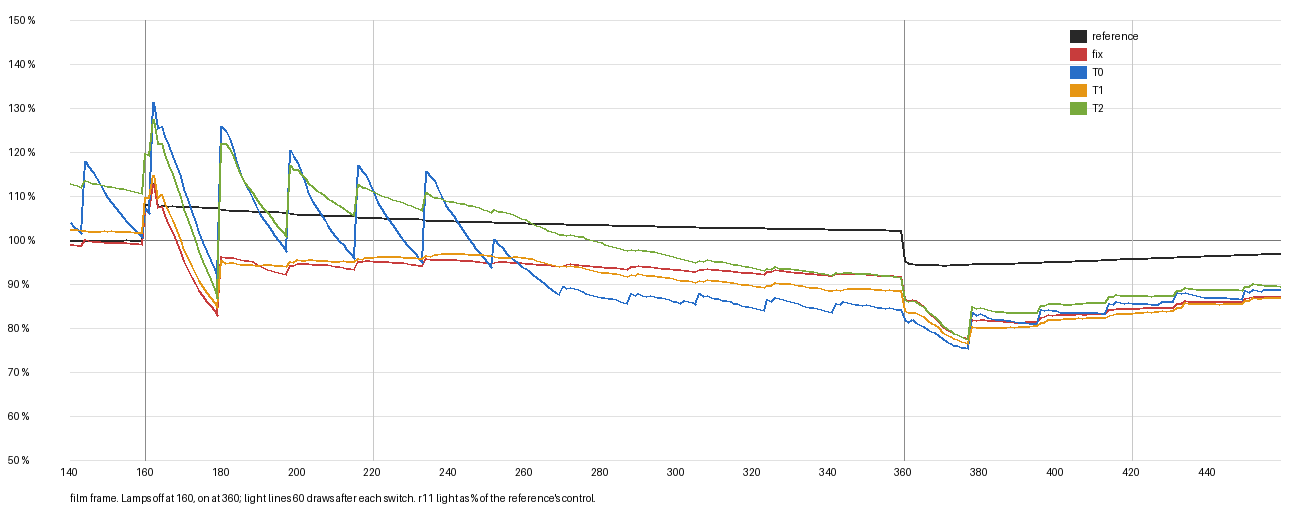 150 %
140 %
130 %
120 %
110 %
100 %
90 %
80 %
70 %
60 %
50 %
reference
fix
T0
T1
T2
140 160 180 200 220 240 260 280 300 320 340 360 380 400 420 440
film frame. Lamps off at 160, on at 360; light lines 60 draws after each switch. r11 light as % of the reference's control.